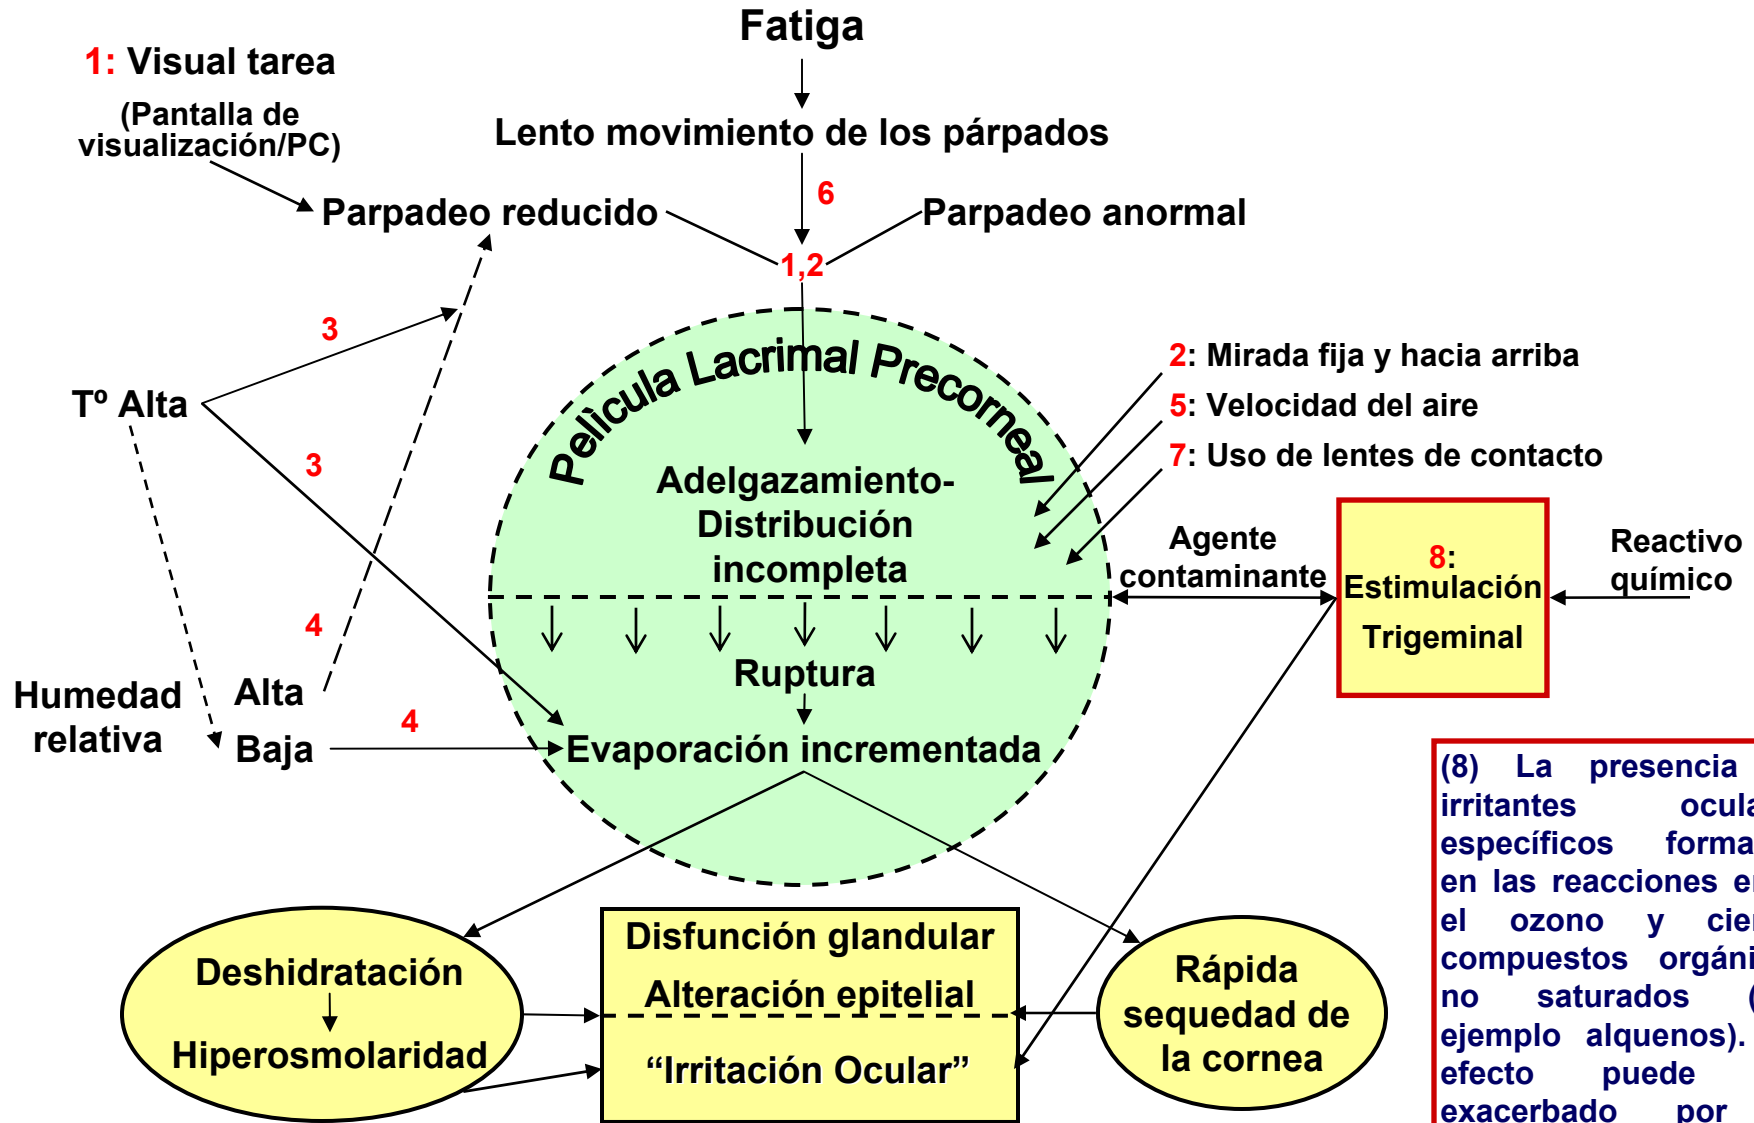 Fatiga
1: Visual tarea
(Pantalla de
visualización/PC)
Lento movimiento de los párpados
6
Parpadeo reducido
Parpadeo anormal
1,2
3
Tº Alta
3
Pelìcula Lacrimal Precorneal
2: Mirada fija y hacia arriba
5: Velocidad del aire
7: Uso de lentes de contacto
Adelgazamiento-
Distribución
incompleta
Agente
contaminante
8:
Estimulación
Trigeminal
Reactivo
químico
4
Ruptura
Humedad
relativa
Alta
Baja
4
Evaporación incrementada
(8) La presencia
irritantes
específicos
en las reacciones
el ozono y
compuestos
no saturados
ejemplo alquenos).
efecto puede
exacerbado por
Deshidratación
Hiperosmolaridad
Disfunción glandular
Alteración epitelial
“Irritación Ocular”
Rápida
sequedad de
la cornea